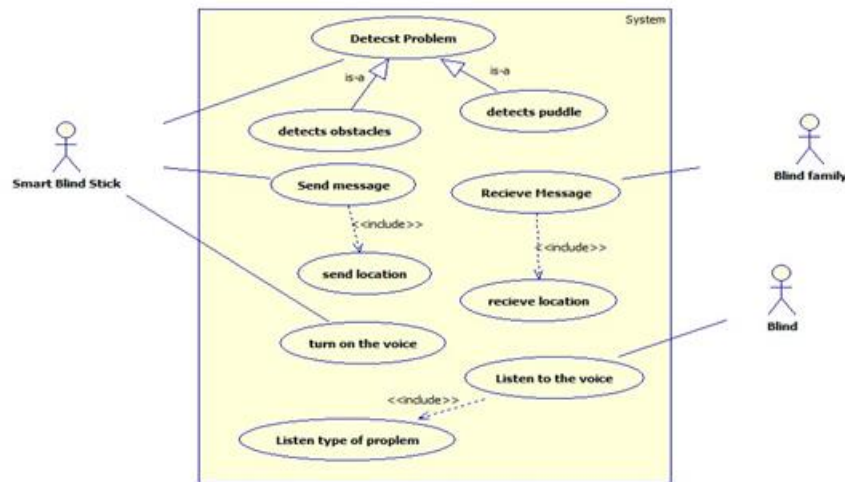 System
Detecst Problem
is-a
is-a
detects puddle
detects obstacles
Smart Blind Stick
Send message
Recieve Message
Blind family
<<include>>
<<include>>
send location
recieve location
Blind
turn on the voice
Listen to the voice
<<include>>
Listen type of proplem